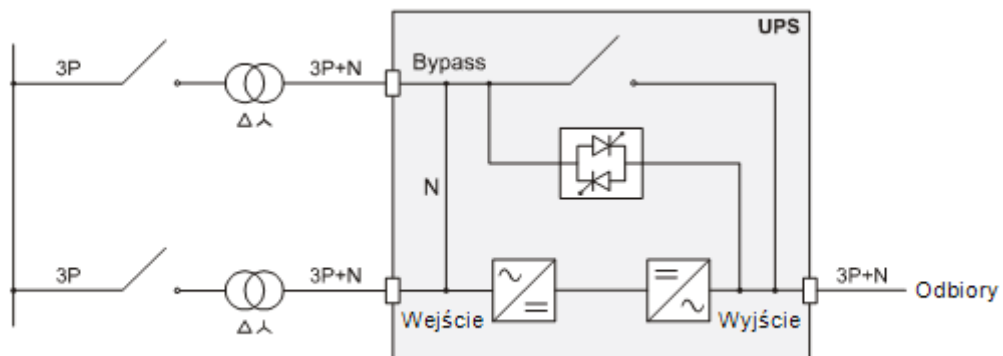 UPS
3P
3P+N
Bypass
Δ
N
3P
3P+N
3P+N
Odbiory
Wejście
Wyjście
Δ